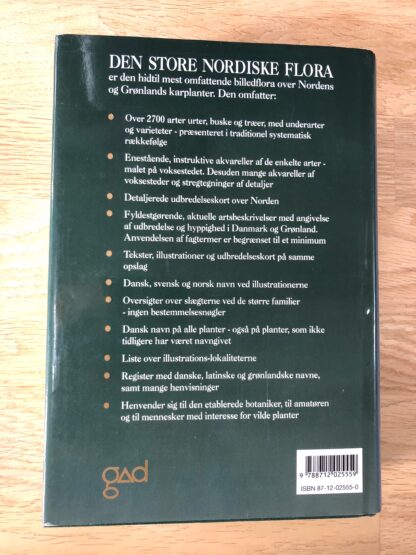 DEN STORE NORDISKE FLORA
er den hidtil mest omfattende billedflora over Nordens
og Grønlands karplanter. Den omfatter:
Over 2700 arter urter, buske og træer, med underarter
og varieteter - præsenteret i traditionel systematisk
rækkefølge
Enestående, instruktive akvareller af de enkelte arter -
malet på voksestedet. Desuden mange akvareller af
voksesteder og stregtegninger af detaljer
Detaljerede udbredelseskort over Norden
Fyldestgørende, aktuelle artsbeskrivelser med angivelse
af udbredelse og hyppighed i Danmark og Grønland.
Anvendelsen af fagtermer er begrænset til et minimum
Tekster, illustrationer og udbredelseskort på samme
opslag
Dansk, svensk og norsk navn ved illustrationerne
Oversigter over slægterne ved de større familier
- ingen bestemmelsesnøgler
Dansk navn på alle planter - også på planter, som ikke
tidligere har været navngivet
Liste over illustrations-lokaliteterne
Register med danske, latinske og grønlandske navne,
samt mange henvisninger
Henvender sig til den etablerede botaniker, til amatøren
og til mennesker med interesse for vilde planter
gad
9 788712 025559
ISBN 87-12-02555-0